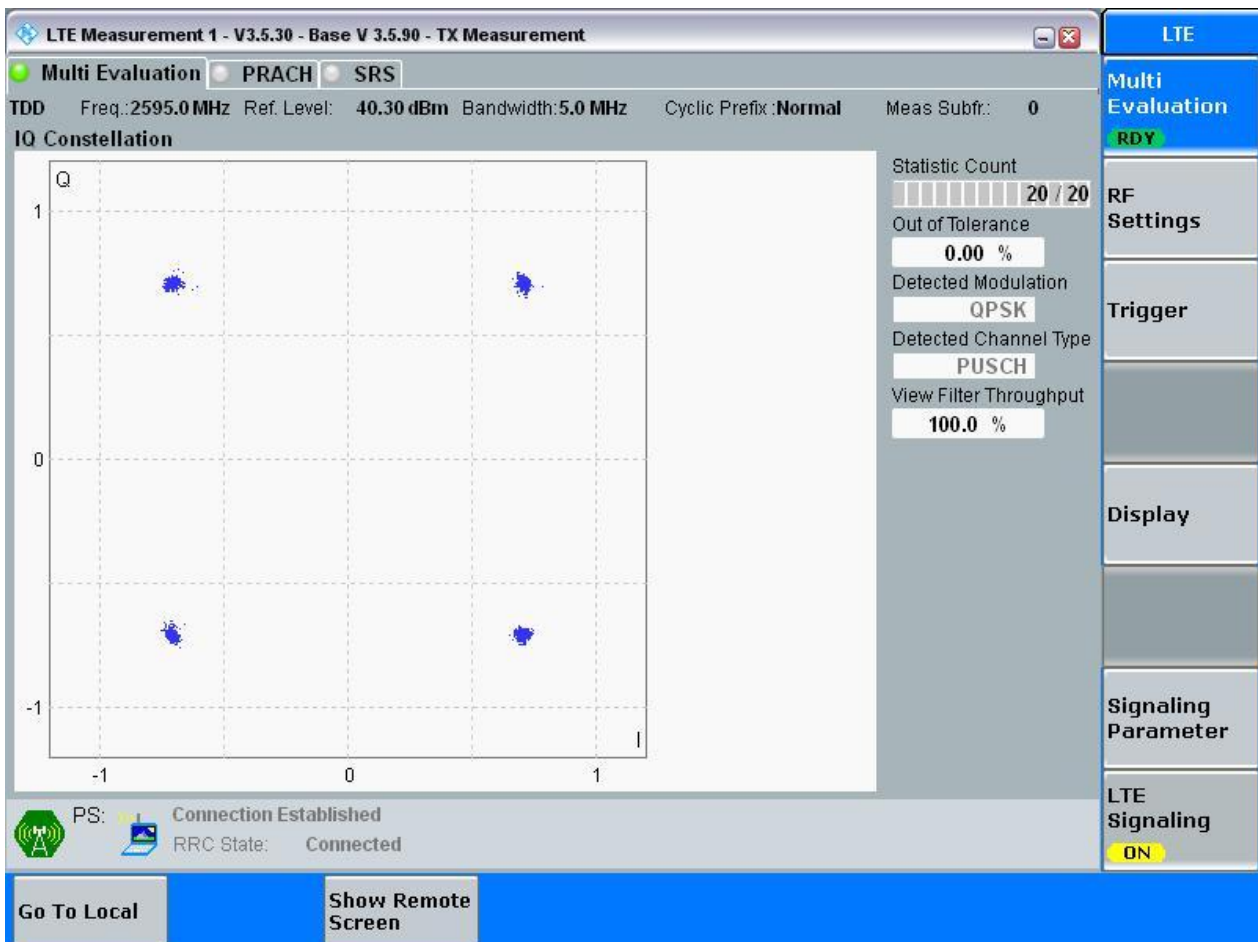 LTE Measurement 1 - V3.5.30 - Base V 3.5.90 - TX Measurement
LTE
Multi Evaluation PRACH SRS
TDD Freq.:2595.0 MHz Ref. Level: 40.30 dBm Bandwidth:5.0 MHz Cyclic Prefix :Normal Meas Subfr.: 0
IQ Constellation
Q
1
0
-1
-1 0 1
I
Statistic Count
20 / 20
Out of Tolerance
0.00 %
Detected Modulation
QPSK
Detected Channel Type
PUSCH
View Filter Throughput
100.0 %
Multi
Evaluation
RDY
RF
Settings
Trigger
Display
Signaling
Parameter
LTE
Signaling
ON
PS: Connection Established
RRC State: Connected
Go To Local
Show Remote
Screen